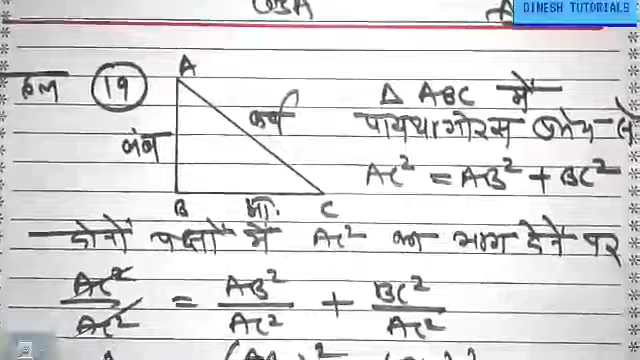 DINESH TUTORIALS
हल 19
A
Δ ABC में
लंब
कर्ण
पायथागोरस प्रमेय से
AC² = AB² + BC²
B
आ.
C
दोनों पक्षों में AC² का भाग देने पर
AC²/AC² = AB²/AC² + BC²/AC²